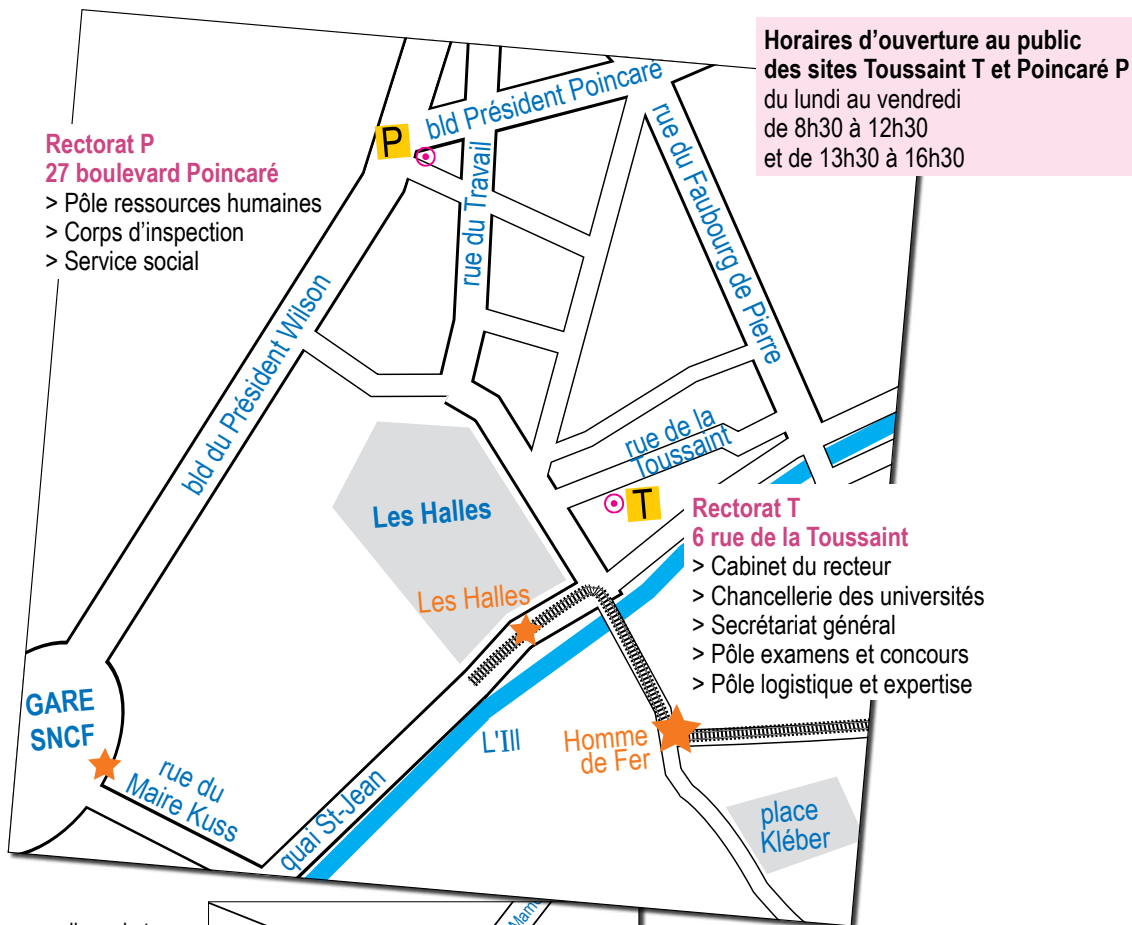 Horaires d’ouverture au public
des sites Toussaint T et Poincaré P
du lundi au vendredi
de 8h30 à 12h30
et de 13h30 à 16h30
Rectorat P
27 boulevard Poincaré
> Pôle ressources humaines
> Corps d’inspection
> Service social
P
bld Président Poincaré
rue du Travail
rue du Faubourg de Pierre
bld du Président Wilson
rue de la
Toussaint
T
Les Halles
Les Halles
Rectorat T
6 rue de la Toussaint
> Cabinet du recteur
> Chancellerie des universités
> Secrétariat général
> Pôle examens et concours
> Pôle logistique et expertise
GARE
SNCF
rue du
Maire Kuss
quai St-Jean
L'Ill
Homme
de Fer
place
Kléber